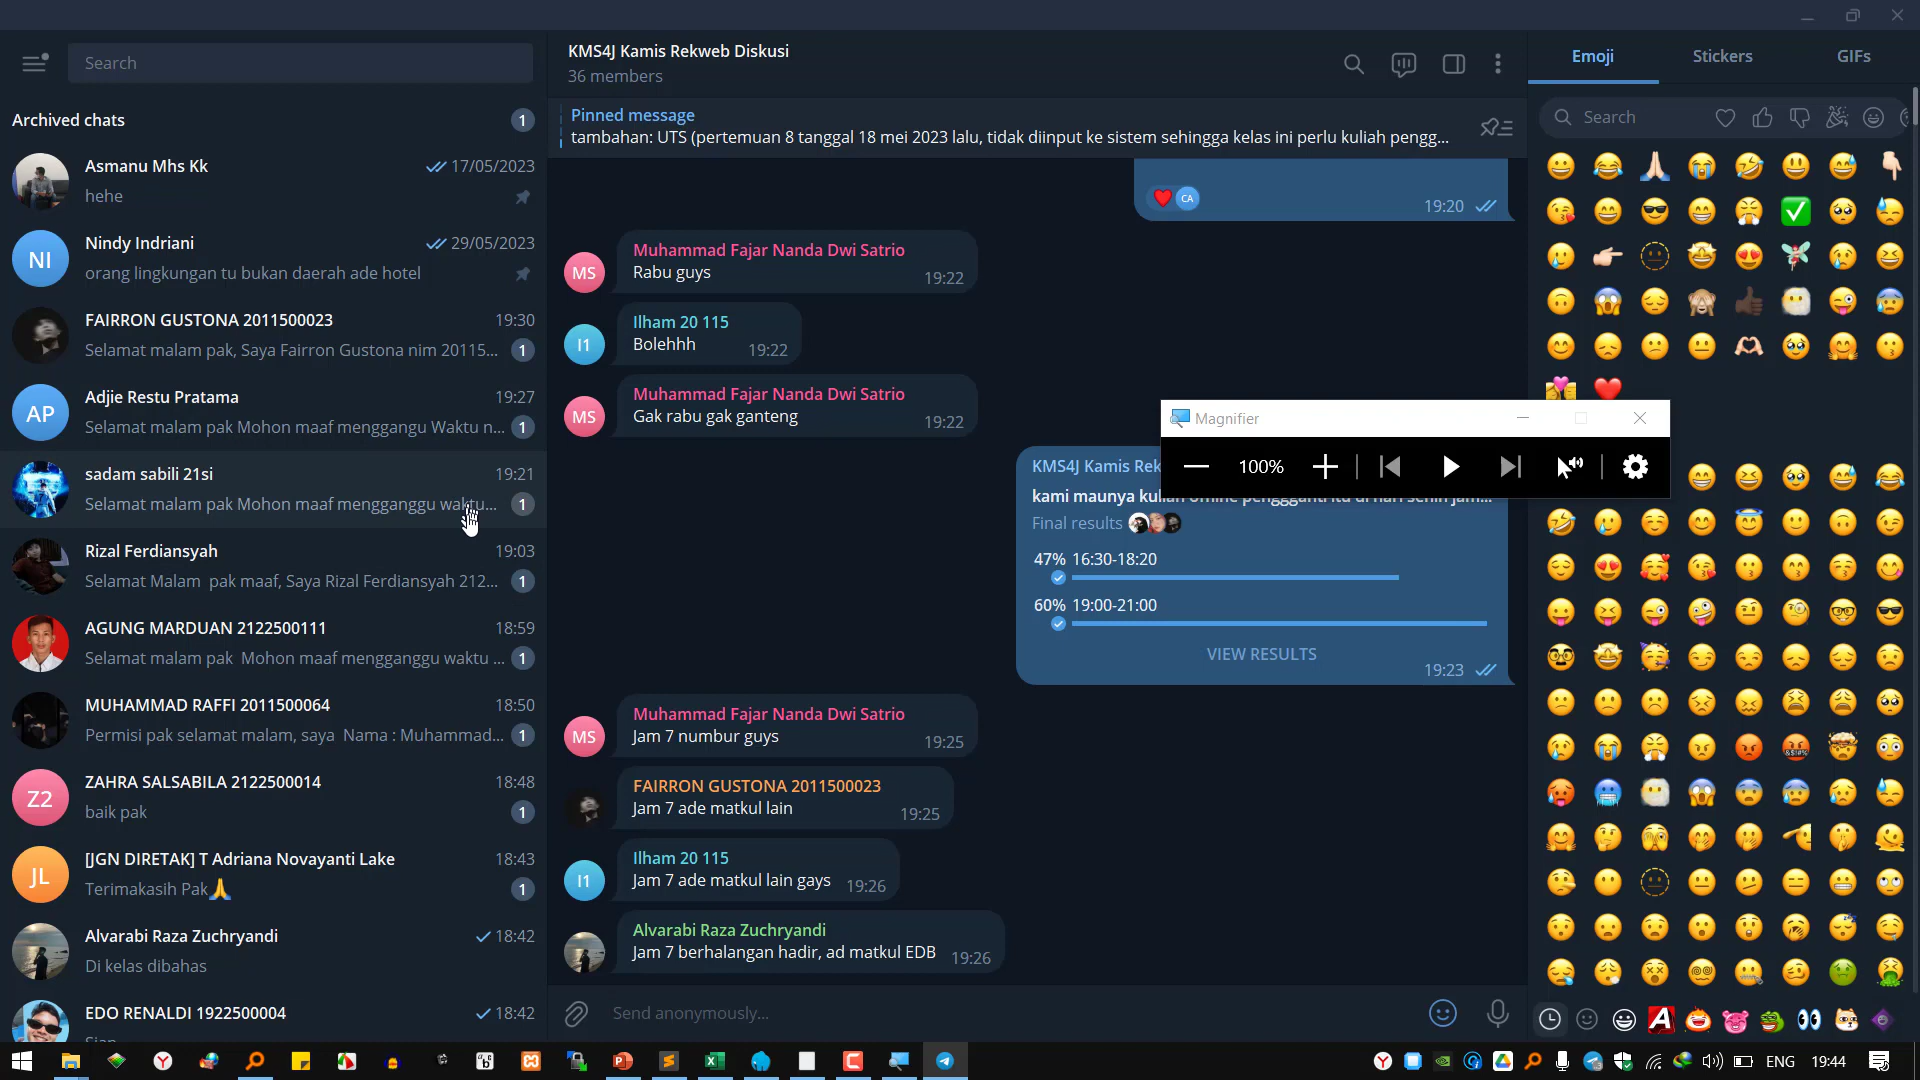 Search
Archived chats
1
Asmanu Mhs Kk
17/05/2023
hehe
NI
Nindy Indriani
29/05/2023
orang lingkungan tu bukan daerah ade hotel
FAIRRON GUSTONA 2011500023
19:30
Selamat malam pak, Saya Fairron Gustona nim 20115...
1
AP
Adjie Restu Pratama
19:27
Selamat malam pak Mohon maaf menggangu Waktu n...
1
sadam sabili 21si
19:21
Selamat malam pak Mohon maaf mengganggu waktu...
1
Rizal Ferdiansyah
19:03
Selamat Malam pak maaf, Saya Rizal Ferdiansyah 212...
1
AGUNG MARDUAN 2122500111
18:59
Selamat malam pak Mohon maaf mengganggu waktu ...
1
MUHAMMAD RAFFI 2011500064
18:50
Permisi pak selamat malam, saya Nama : Muhammad...
1
Z2
ZAHRA SALSABILA 2122500014
18:48
baik pak
1
JL
[JGN DIRETAK] T Adriana Novayanti Lake
18:43
Terimakasih Pak🙏
1
Alvarabi Raza Zuchryandi
18:42
Di kelas dibahas
EDO RENALDI 1922500004
18:42
KMS4J Kamis Rekweb Diskusi
36 members
Pinned message
tambahan: UTS (pertemuan 8 tanggal 18 mei 2023 lalu, tidak diinput ke sistem sehingga kelas ini perlu kuliah pengg...
CA
19:20
MS
Muhammad Fajar Nanda Dwi Satrio
Rabu guys
19:22
I1
Ilham 20 115
Bolehhh
19:22
MS
Muhammad Fajar Nanda Dwi Satrio
Gak rabu gak ganteng
19:22
KMS4J Kamis Rek
kami maunya kuliah offline penggganti itu di hari senin jam...
Final results
47% 16:30-18:20
60% 19:00-21:00
VIEW RESULTS
19:23
MS
Muhammad Fajar Nanda Dwi Satrio
Jam 7 numbur guys
19:25
FAIRRON GUSTONA 2011500023
Jam 7 ade matkul lain
19:25
I1
Ilham 20 115
Jam 7 ade matkul lain gays
19:26
Alvarabi Raza Zuchryandi
Jam 7 berhalangan hadir, ad matkul EDB
19:26
Send anonymously...
Magnifier
100%
Emoji
Stickers
GIFs
Search
ENG
19:44